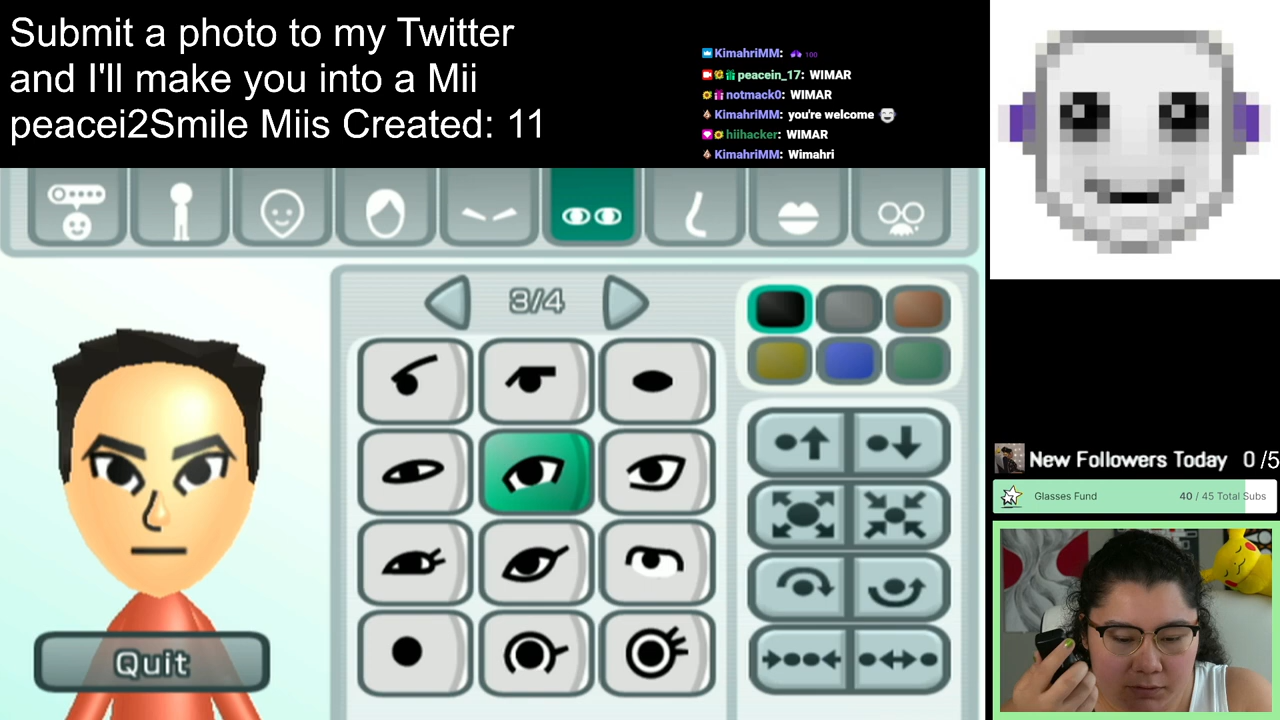 Submit a photo to my Twitter
and I'll make you into a Mii
peacei2Smile Miis Created: 11
KimahriMM: 100
peacein_17: WIMAR
notmack0: WIMAR
KimahriMM: you're welcome
hiihacker: WIMAR
KimahriMM: Wimahri
3/4
Quit
New Followers Today 0 /5
Glasses Fund 40 / 45 Total Subs